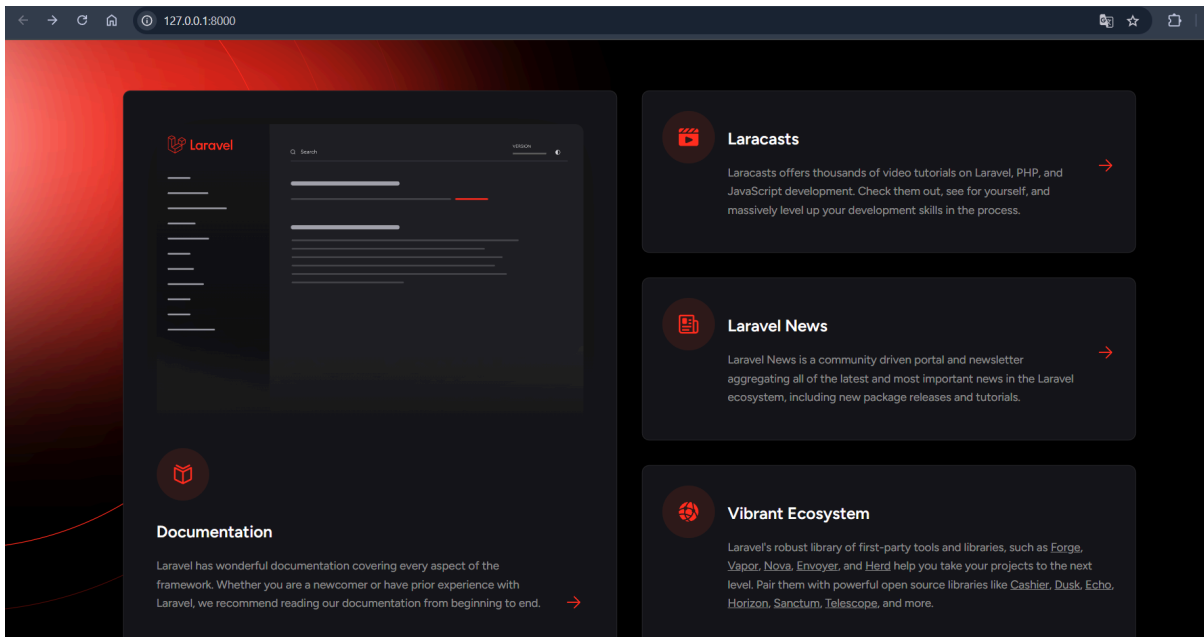 127.0.0.1:8000
Laravel
Search
VERSION
Documentation
Laravel has wonderful documentation covering every aspect of the
framework. Whether you are a newcomer or have prior experience with
Laravel, we recommend reading our documentation from beginning to end.
Laracasts
Laracasts offers thousands of video tutorials on Laravel, PHP, and
JavaScript development. Check them out, see for yourself, and
massively level up your development skills in the process.
Laravel News
Laravel News is a community driven portal and newsletter
aggregating all of the latest and most important news in the Laravel
ecosystem, including new package releases and tutorials.
Vibrant Ecosystem
Laravel's robust library of first-party tools and libraries, such as Forge,
Vapor, Nova, Envoyer, and Herd help you take your projects to the next
level. Pair them with powerful open source libraries like Cashier, Dusk, Echo,
Horizon, Sanctum, Telescope, and more.